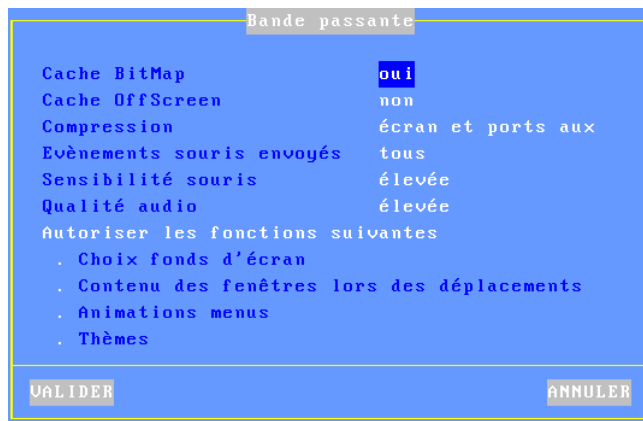 Bande passante
Cache BitMap oui
Cache OffScreen non
Compression écran et ports aux
Evènements souris envoyés tous
Sensibilité souris élevée
Qualité audio élevée
Autoriser les fonctions suivantes
. Choix fonds d'écran
. Contenu des fenêtres lors des déplacements
. Animations menus
. Thèmes
VALIDER ANNULER